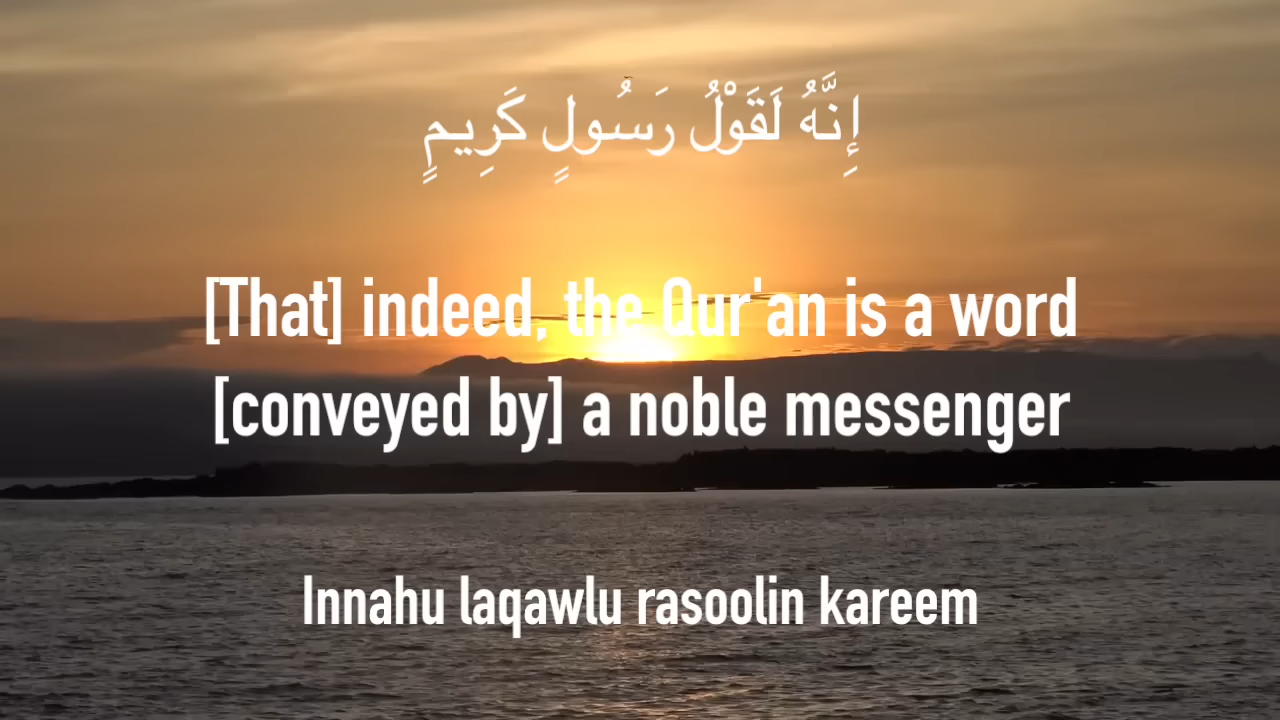 إِنَّهُ لَقَوْلُ رَسُولٍ كَرِيمٍ
[That] indeed, the Qur'an is a word
[conveyed by] a noble messenger
Innahu laqawlu rasoolin kareem